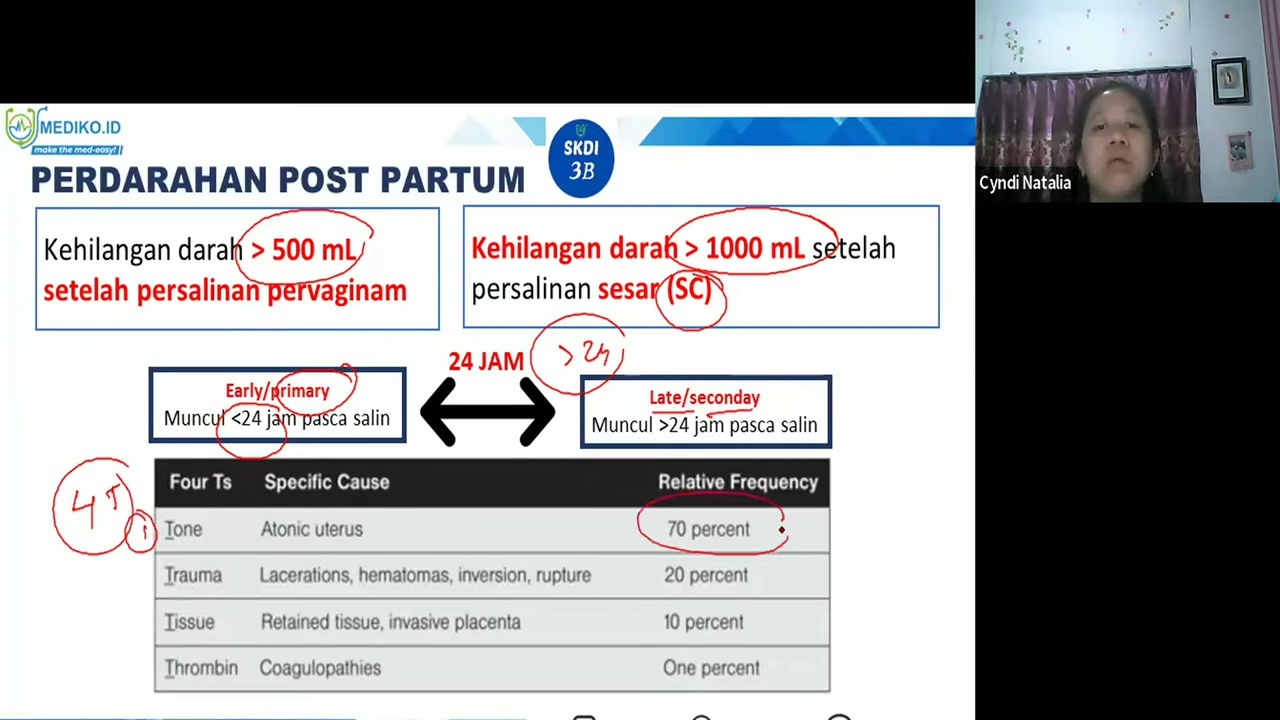 MEDIKO.ID
make the med-easy!
SKDI
3B
Cyndi Natalia
PERDARAHAN POST PARTUM
Kehilangan darah > 500 mL
setelah persalinan pervaginam
Kehilangan darah > 1000 mL setelah
persalinan sesar (SC)
24 JAM
> 24
Early/primary
Muncul <24 jam pasca salin
Late/seconday
Muncul >24 jam pasca salin
4T
Four Ts Specific Cause Relative Frequency
1
Tone Atonic uterus 70 percent
Trauma Lacerations, hematomas, inversion, rupture 20 percent
Tissue Retained tissue, invasive placenta 10 percent
Thrombin Coagulopathies One percent